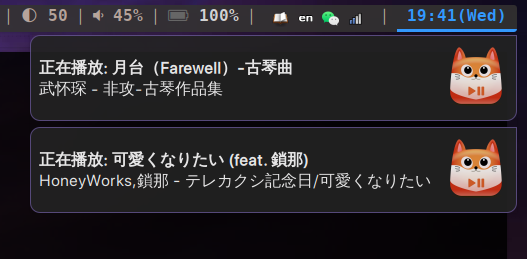 | 50 | 45% | 100% | en | 19:41(Wed)
正在播放: 月台（Farewell）-古琴曲
武怀琛 - 非攻-古琴作品集
正在播放: 可愛くなりたい (feat. 鎖那)
HoneyWorks,鎖那 - テレカクシ記念日/可愛くなりたい